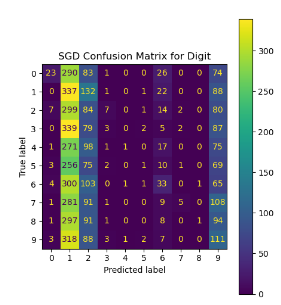 SGD Confusion Matrix for Digit
0 23 290 83 1 0 0 26 0 0 74
1 0 337 132 0 1 0 22 0 0 88
2 7 299 84 7 0 1 14 2 0 80
3 0 339 79 3 0 2 5 2 0 87
4 1 271 98 1 1 0 17 0 0 75
5 3 256 75 2 0 1 10 1 0 69
6 4 300 103 0 1 1 33 0 1 65
7 1 281 91 1 0 0 9 5 0 108
8 1 297 91 1 0 0 8 0 1 94
9 3 318 88 3 1 2 7 0 0 111
0 1 2 3 4 5 6 7 8 9
Predicted label
True label
300
250
200
150
100
50
0